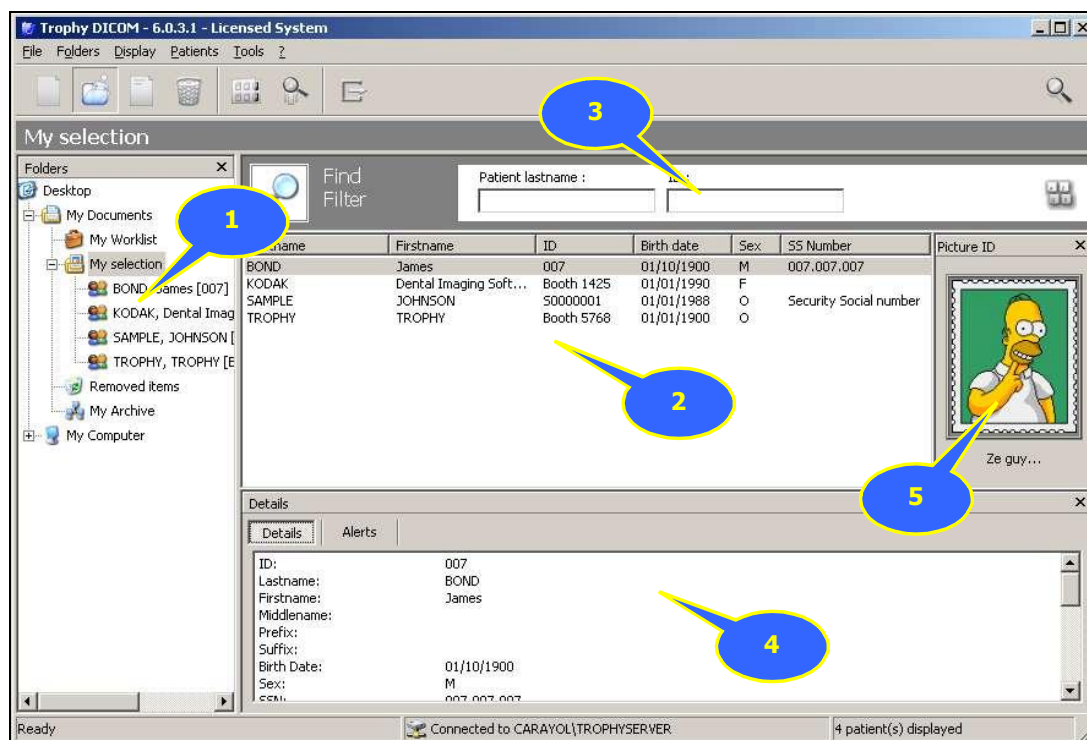 Trophy DICOM - 6.0.3.1 - Licensed System
File Folders Display Patients Tools ?
My selection
Folders
Desktop
My Documents
My Worklist
My selection
BOND, James [007]
KODAK, Dental Imag
SAMPLE, JOHNSON [
TROPHY, TROPHY [E
Removed items
My Archive
My Computer
1
Find
Filter
Patient lastname :
3
name Firstname ID Birth date Sex SS Number
BOND James 007 01/10/1900 M 007.007.007
KODAK Dental Imaging Soft... Booth 1425 01/01/1990 F
SAMPLE JOHNSON S0000001 01/01/1988 O Security Social number
TROPHY TROPHY Booth 5768 01/01/1900 O
2
Picture ID
Ze guy...
5
Details
Details Alerts
ID: 007
Lastname: BOND
Firstname: James
Middlename:
Prefix:
Suffix:
Birth Date: 01/10/1900
Sex: M
SSN: 007.007.007
4
Ready Connected to CARAYOL\TROPHYSERVER 4 patient(s) displayed